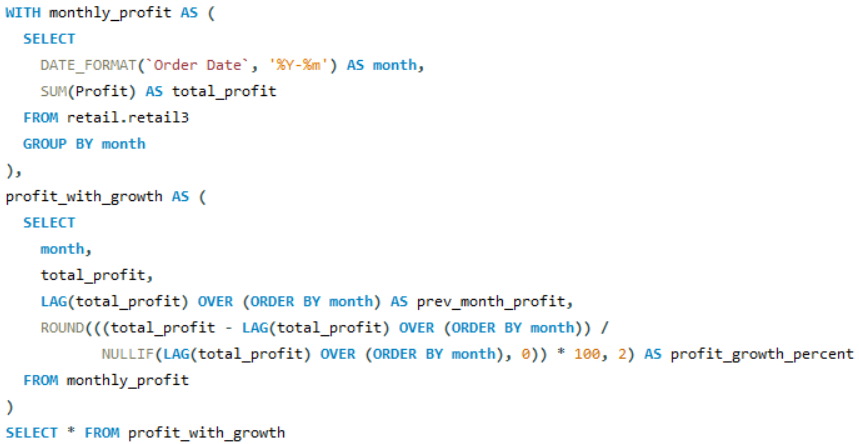 WITH monthly_profit AS (
  SELECT
    DATE_FORMAT(`Order Date`, '%Y-%m') AS month,
    SUM(Profit) AS total_profit
  FROM retail.retail3
  GROUP BY month
),
profit_with_growth AS (
  SELECT
    month,
    total_profit,
    LAG(total_profit) OVER (ORDER BY month) AS prev_month_profit,
    ROUND(((total_profit - LAG(total_profit) OVER (ORDER BY month)) /
           NULLIF(LAG(total_profit) OVER (ORDER BY month), 0)) * 100, 2) AS profit_growth_percent
  FROM monthly_profit
)
SELECT * FROM profit_with_growth